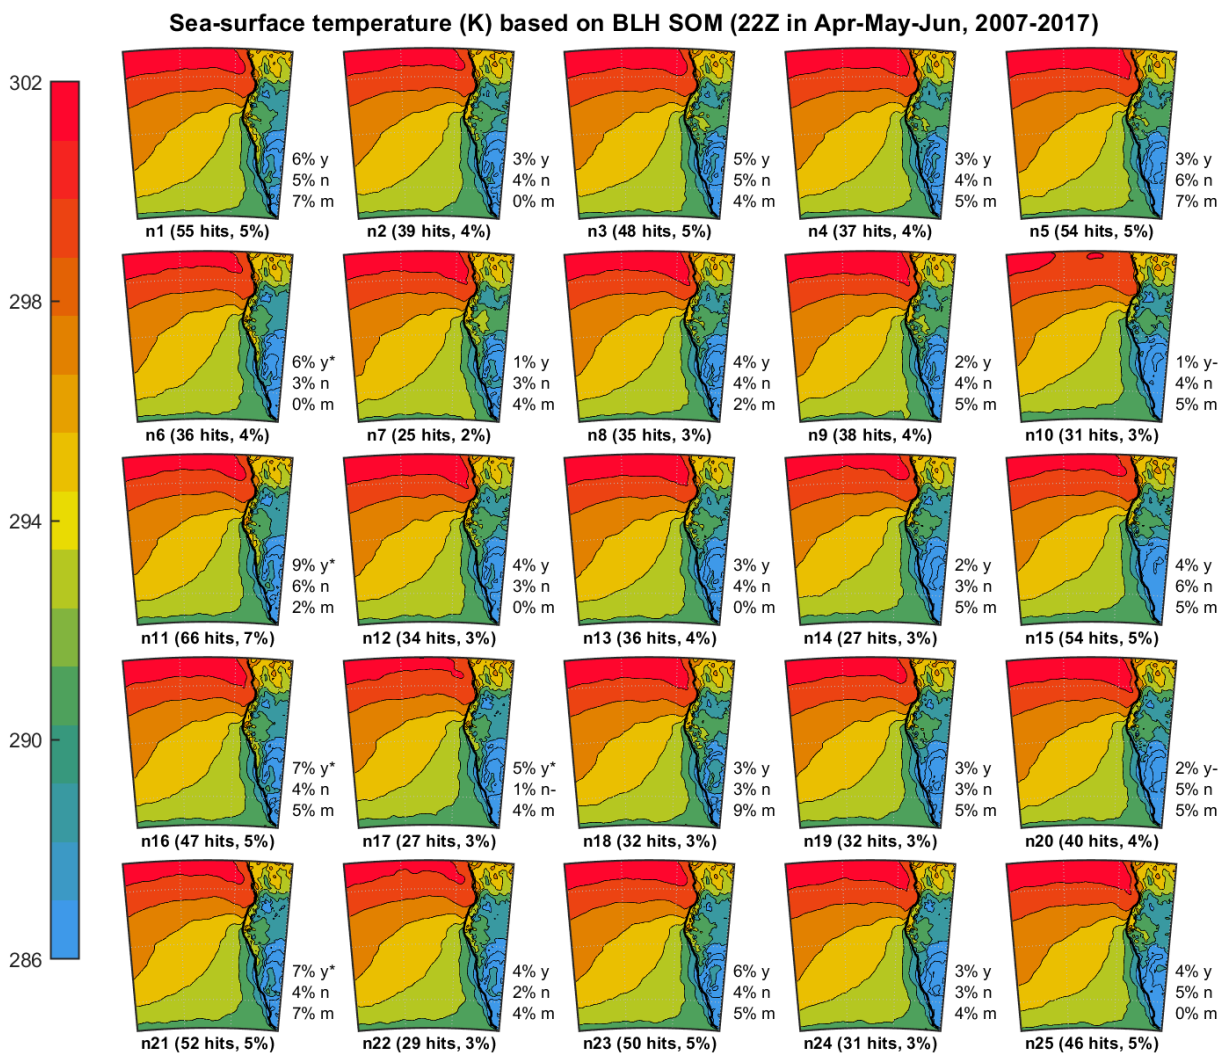 Sea-surface temperature (K) based on BLH SOM (22Z in Apr-May-Jun, 2007-2017)
302
298
294
290
286
6% y
5% n
7% m
n1 (55 hits, 5%)
3% y
4% n
0% m
n2 (39 hits, 4%)
5% y
5% n
4% m
n3 (48 hits, 5%)
3% y
4% n
5% m
n4 (37 hits, 4%)
3% y
6% n
7% m
n5 (54 hits, 5%)
6% y*
3% n
0% m
n6 (36 hits, 4%)
1% y
3% n
4% m
n7 (25 hits, 2%)
4% y
4% n
2% m
n8 (35 hits, 3%)
2% y
4% n
5% m
n9 (38 hits, 4%)
1% y-
4% n
5% m
n10 (31 hits, 3%)
9% y*
6% n
2% m
n11 (66 hits, 7%)
4% y
3% n
0% m
n12 (34 hits, 3%)
3% y
4% n
0% m
n13 (36 hits, 4%)
2% y
3% n
5% m
n14 (27 hits, 3%)
4% y
6% n
5% m
n15 (54 hits, 5%)
7% y*
4% n
5% m
n16 (47 hits, 5%)
5% y*
1% n-
4% m
n17 (27 hits, 3%)
3% y
3% n
9% m
n18 (32 hits, 3%)
3% y
3% n
5% m
n19 (32 hits, 3%)
2% y-
5% n
5% m
n20 (40 hits, 4%)
7% y*
4% n
7% m
n21 (52 hits, 5%)
4% y
2% n
4% m
n22 (29 hits, 3%)
6% y
4% n
5% m
n23 (50 hits, 5%)
3% y
3% n
4% m
n24 (31 hits, 3%)
4% y
5% n
0% m
n25 (46 hits, 5%)